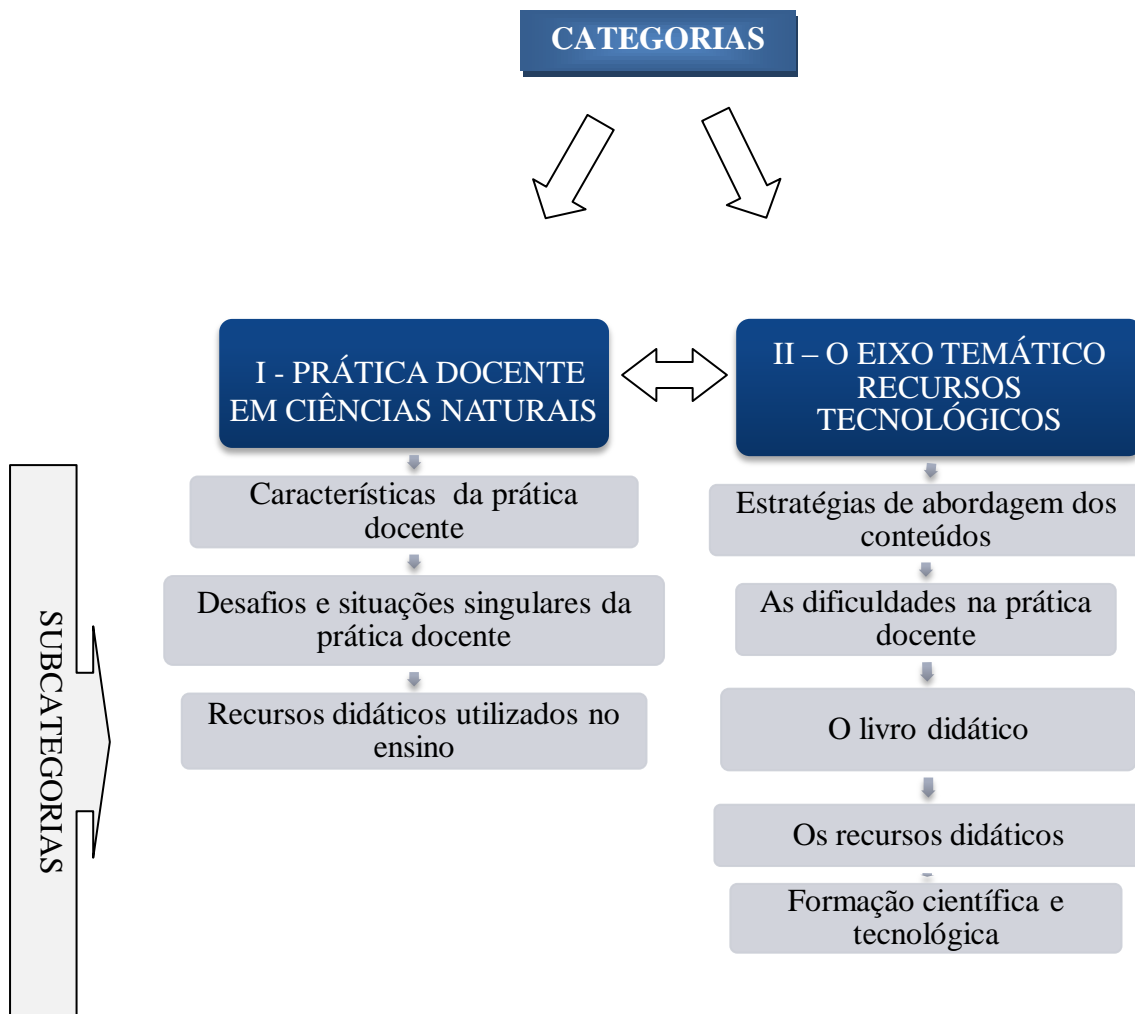 CATEGORIAS
I - PRÁTICA DOCENTE
EM CIÊNCIAS NATURAIS
II – O EIXO TEMÁTICO
RECURSOS
TECNOLÓGICOS
SUBCATEGORIAS
Características da prática
docente
Desafios e situações singulares da
prática docente
Recursos didáticos utilizados no
ensino
Estratégias de abordagem dos
conteúdos
As dificuldades na prática
docente
O livro didático
Os recursos didáticos
Formação científica e
tecnológica